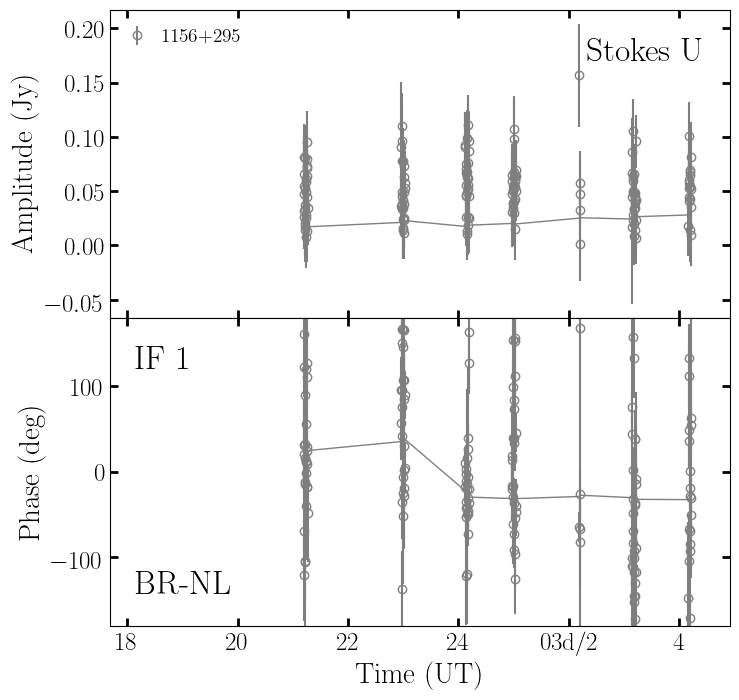 1156+295
Stokes U
Amplitude (Jy)
0.20
0.15
0.10
0.05
0.00
−0.05
IF 1
BR-NL
Phase (deg)
100
0
−100
18 20 22 24 03d/2 4
Time (UT)